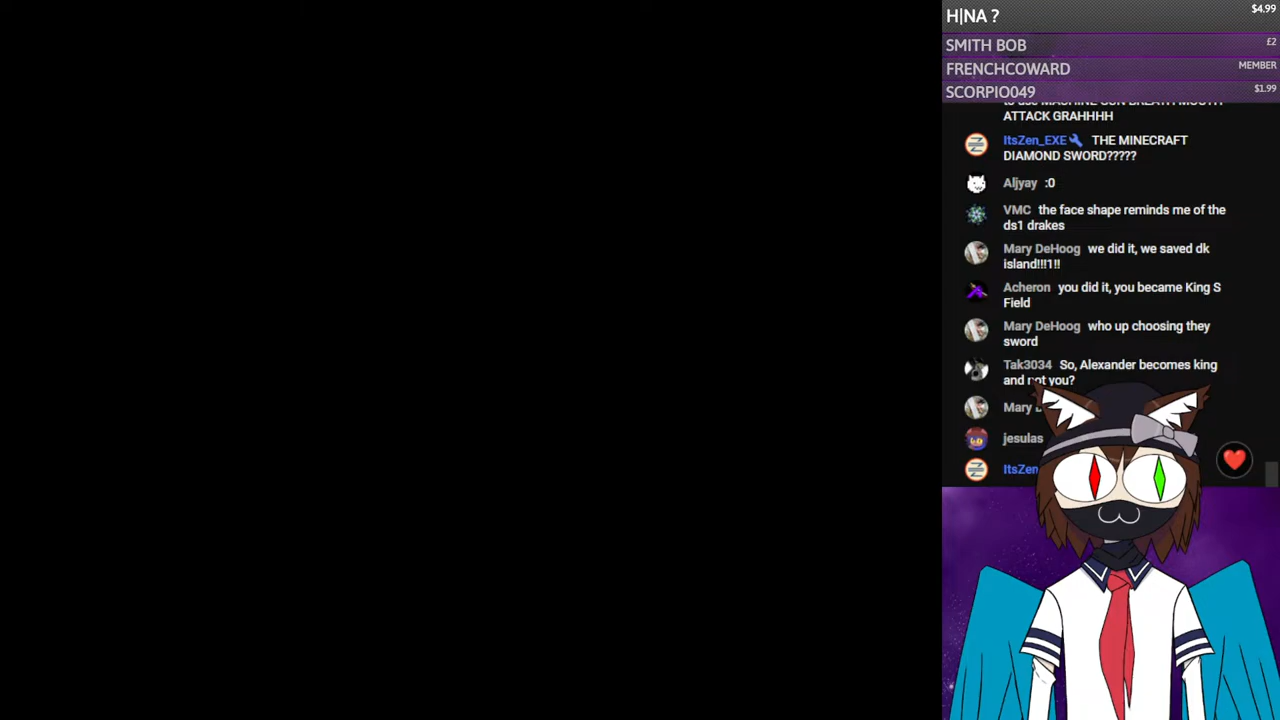 H|NA ? $4.99
SMITH BOB £2
FRENCHCOWARD MEMBER
SCORPIO049 $1.99
ATTACK GRAHHHH
ItsZen_EXE THE MINECRAFT
DIAMOND SWORD?????
Aljyay :0
VMC the face shape reminds me of the
ds1 drakes
Mary DeHoog we did it, we saved dk
island!!!1!!
Acheron you did it, you became King S
Field
Mary DeHoog who up choosing they
sword
Tak3034 So, Alexander becomes king
and not you?
Mary
jesulas
ItsZen